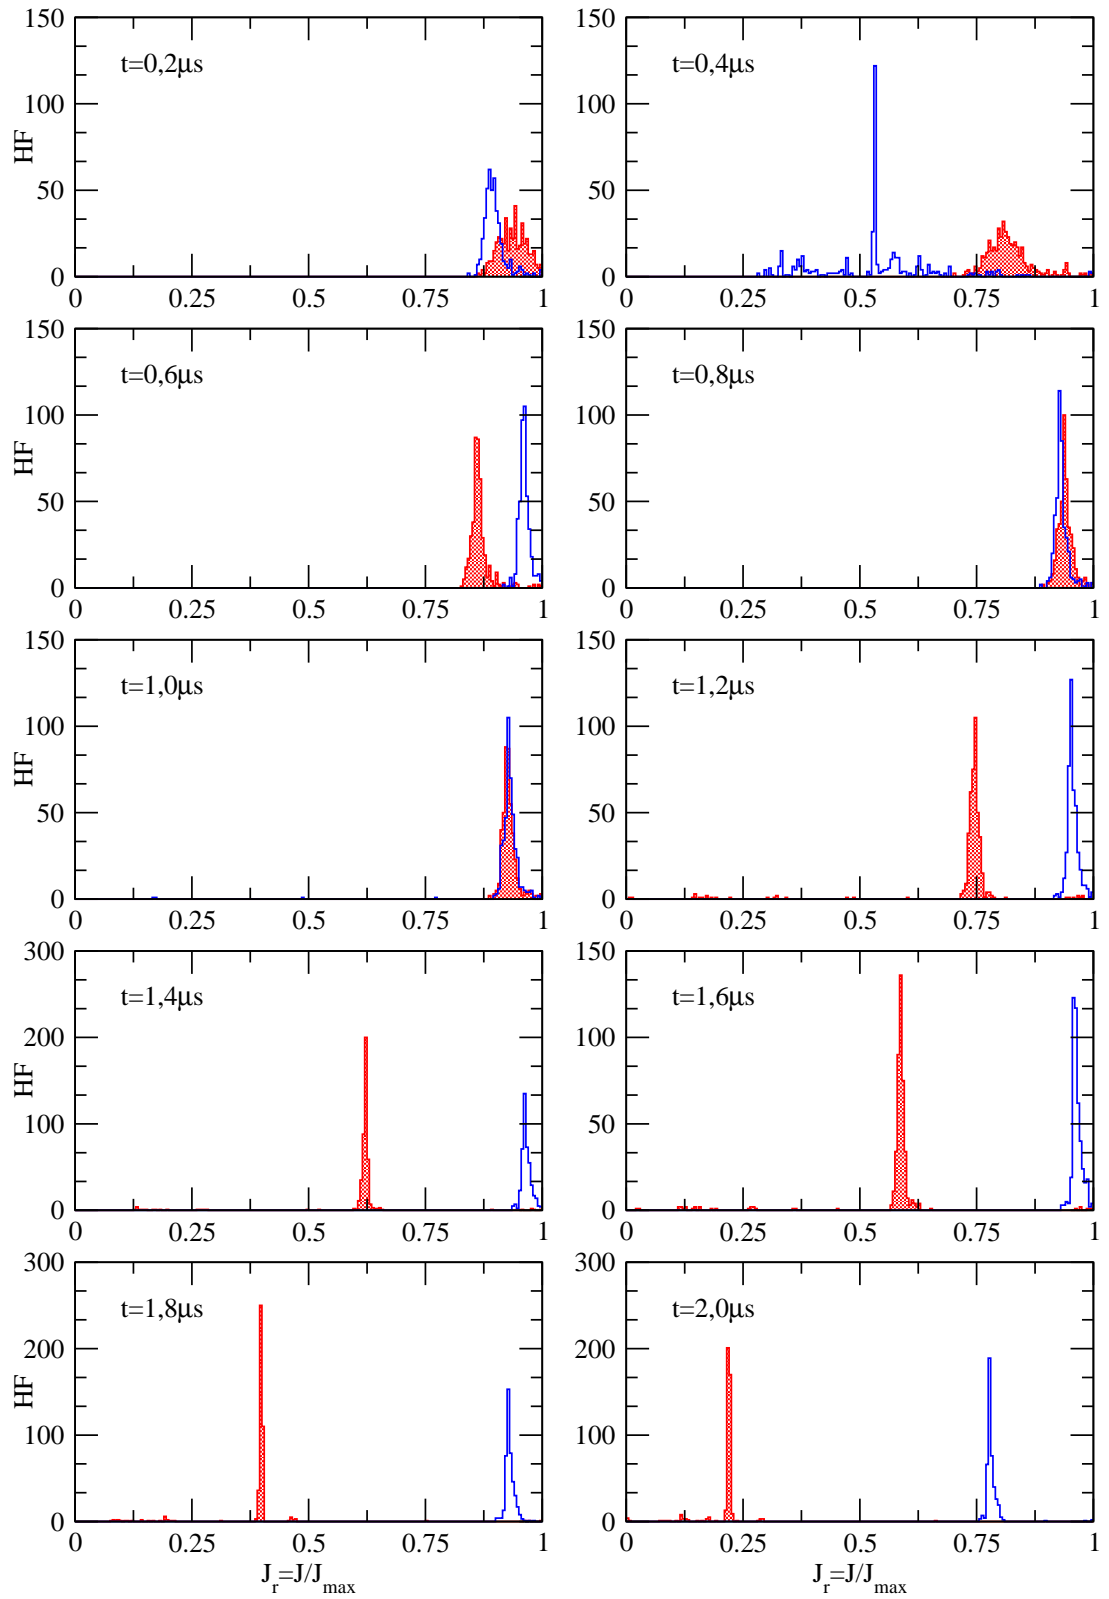 150 150
t=0,2μs t=0,4μs
100 100
HF
50 50
0 0
0 0.25 0.5 0.75 1 0 0.25 0.5 0.75 1
150 150
t=0,6μs t=0,8μs
100 100
HF
50 50
0 0
0 0.25 0.5 0.75 1 0 0.25 0.5 0.75 1
150 150
t=1,0μs t=1,2μs
100 100
HF
50 50
0 0
0 0.25 0.5 0.75 1 0 0.25 0.5 0.75 1
300 150
t=1,4μs t=1,6μs
200 100
HF
100 50
0 0
0 0.25 0.5 0.75 1 0 0.25 0.5 0.75 1
300 300
t=1,8μs t=2,0μs
200 200
HF
100 100
0 0
0 0.25 0.5 0.75 1 0 0.25 0.5 0.75 1
J_r=J/J_max J_r=J/J_max